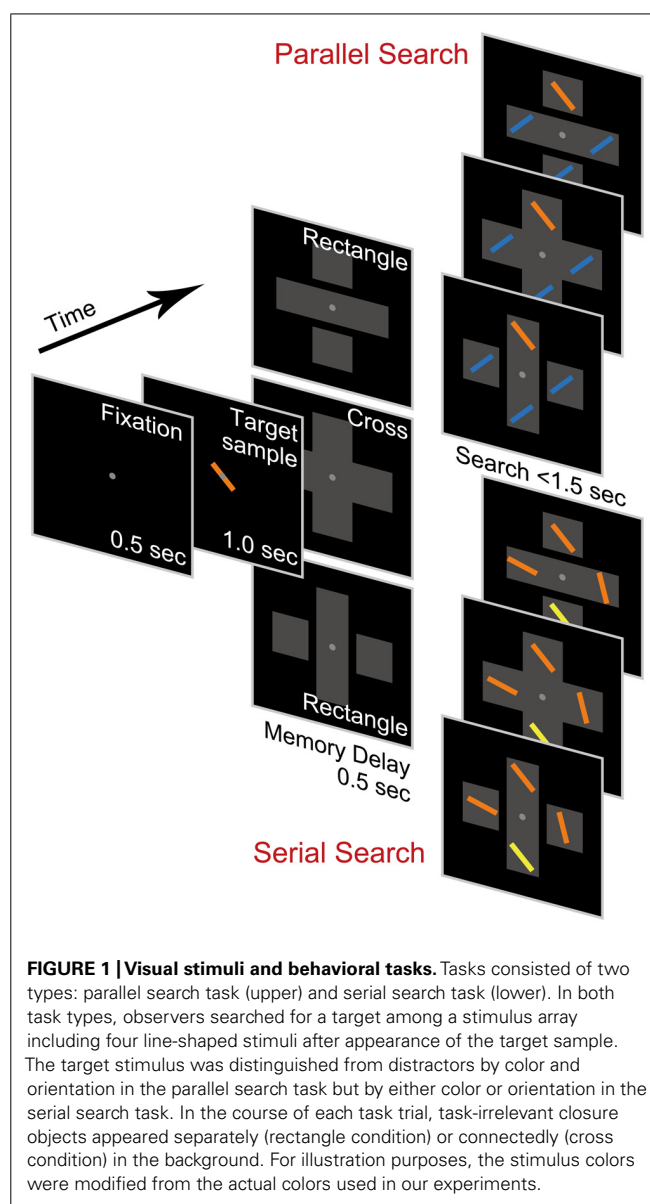 Parallel Search
Rectangle
Time
Fixation
0.5 sec
Target
sample
1.0 sec
Cross
Rectangle
Memory Delay
0.5 sec
Search <1.5 sec
Serial Search
FIGURE 1 | Visual stimuli and behavioral tasks. Tasks consisted of two
types: parallel search task (upper) and serial search task (lower). In both
task types, observers searched for a target among a stimulus array
including four line-shaped stimuli after appearance of the target sample.
The target stimulus was distinguished from distractors by color and
orientation in the parallel search task but by either color or orientation in the
serial search task. In the course of each task trial, task-irrelevant closure
objects appeared separately (rectangle condition) or connectedly (cross
condition) in the background. For illustration purposes, the stimulus colors
were modified from the actual colors used in our experiments.